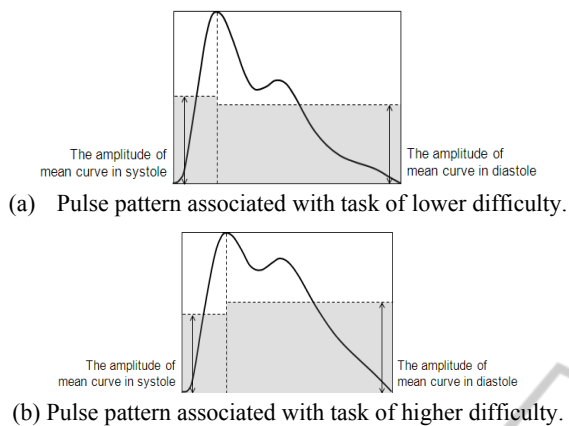 The amplitude of
mean curve in systole
The amplitude of
mean curve in diastole
(a) Pulse pattern associated with task of lower difficulty.
The amplitude of
mean curve in systole
The amplitude of
mean curve in diastole
(b) Pulse pattern associated with task of higher difficulty.